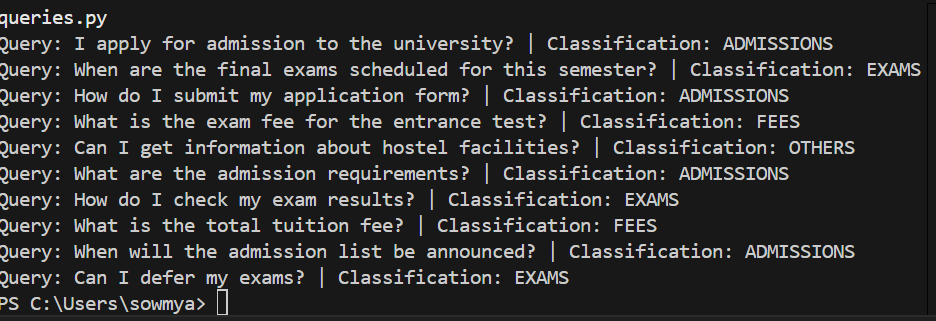 queries.py
Query: I apply for admission to the university? | Classification: ADMISSIONS
Query: When are the final exams scheduled for this semester? | Classification: EXAMS
Query: How do I submit my application form? | Classification: ADMISSIONS
Query: What is the exam fee for the entrance test? | Classification: FEES
Query: Can I get information about hostel facilities? | Classification: OTHERS
Query: What are the admission requirements? | Classification: ADMISSIONS
Query: How do I check my exam results? | Classification: EXAMS
Query: What is the total tuition fee? | Classification: FEES
Query: When will the admission list be announced? | Classification: ADMISSIONS
Query: Can I defer my exams? | Classification: EXAMS
PS C:\Users\sowmya>